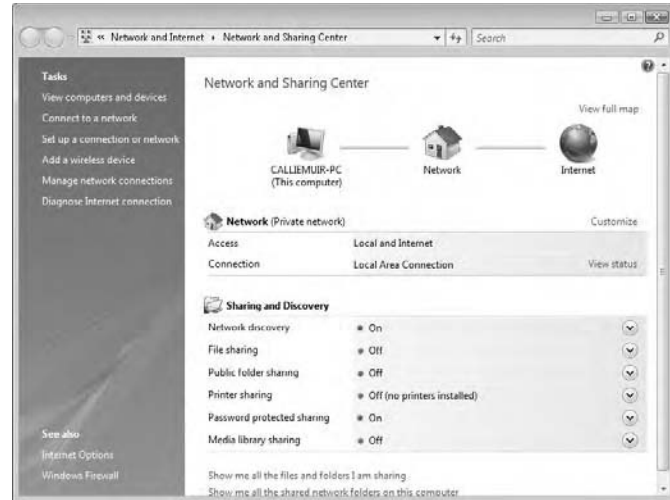 « Network and Internet › Network and Sharing Center
Search
Tasks
View computers and devices
Connect to a network
Set up a connection or network
Add a wireless device
Manage network connections
Diagnose Internet connection
See also
Internet Options
Windows Firewall
Network and Sharing Center
View full map
CALLIEMUIR-PC
(This computer)
Network
Internet
Network (Private network)
Customize
Access Local and Internet
Connection Local Area Connection View status
Sharing and Discovery
Network discovery On
File sharing Off
Public folder sharing Off
Printer sharing Off (no printers installed)
Password protected sharing On
Media library sharing Off
Show me all the files and folders I am sharing
Show me all the shared network folders on this computer